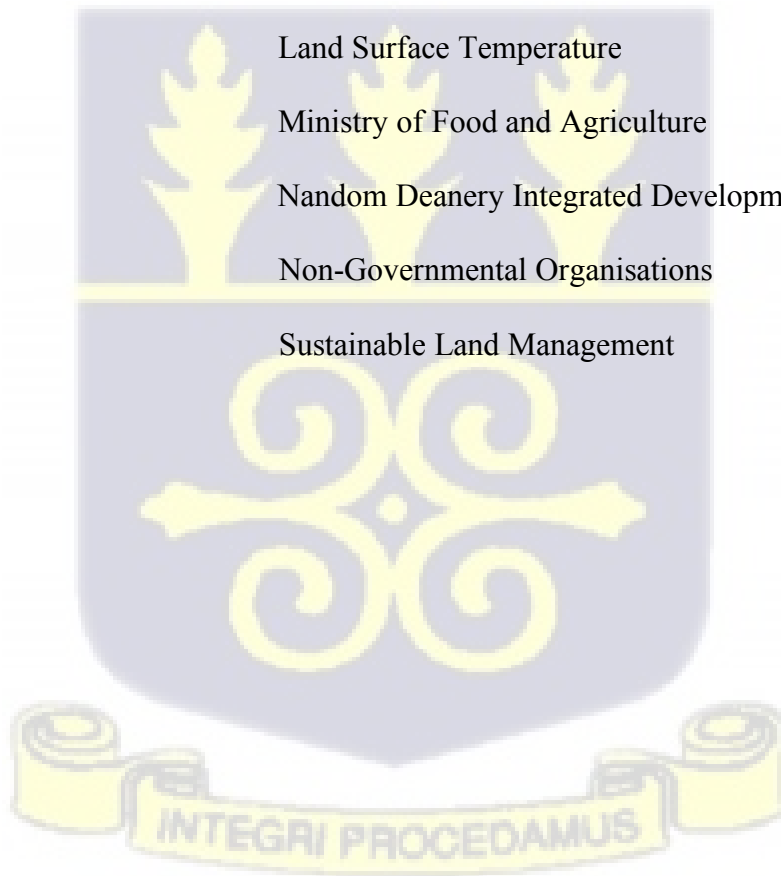 Land Surface Temperature
Ministry of Food and Agriculture
Nandom Deanery Integrated Developm
Non-Governmental Organisations
Sustainable Land Management
INTEGRI PROCEDAMUS